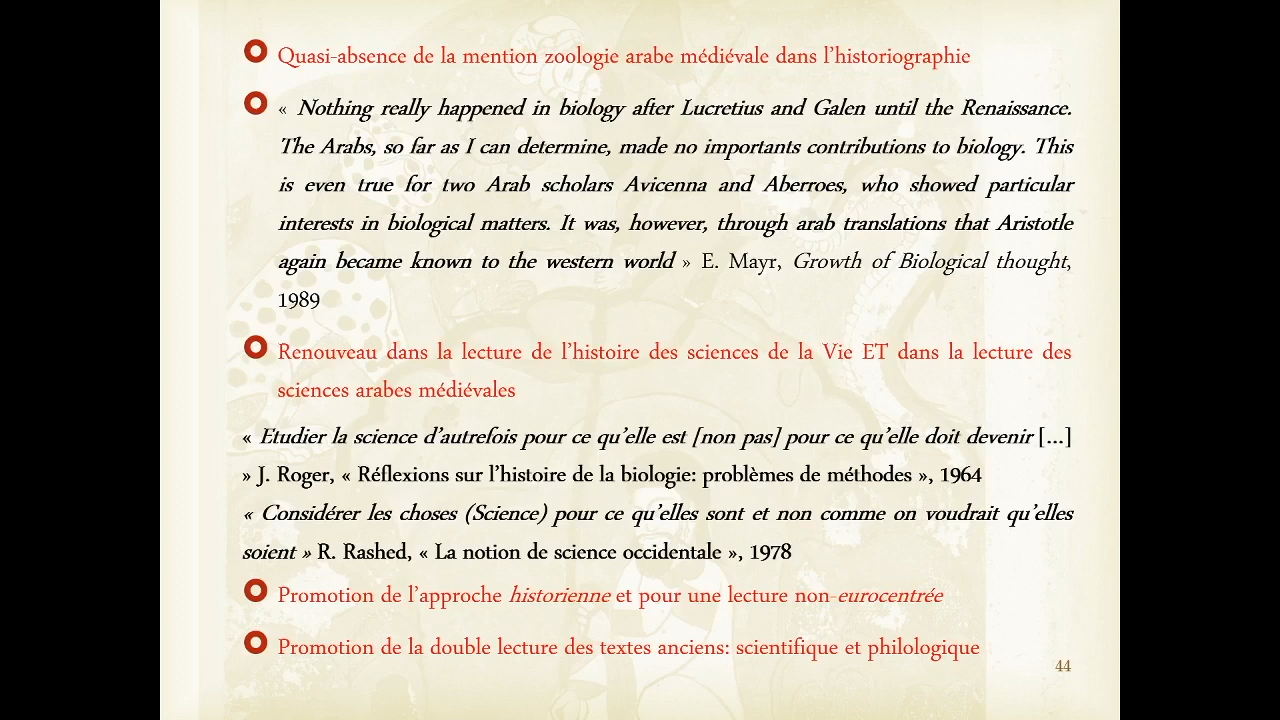 Quasi-absence de la mention zoologie arabe médiévale dans l'historiographie
« Nothing really happened in biology after Lucretius and Galen until the Renaissance.
The Arabs, so far as I can determine, made no importants contributions to biology. This
is even true for two Arab scholars Avicenna and Aberroes, who showed particular
interests in biological matters. It was, however, through arab translations that Aristotle
again became known to the western world » E. Mayr, Growth of Biological thought,
1989
Renouveau dans la lecture de l'histoire des sciences de la Vie ET dans la lecture des
sciences arabes médiévales
« Etudier la science d'autrefois pour ce qu'elle est [non pas] pour ce qu'elle doit devenir [...]
» J. Roger, « Réflexions sur l'histoire de la biologie: problèmes de méthodes », 1964
« Considérer les choses (Science) pour ce qu'elles sont et non comme on voudrait qu'elles
soient » R. Rashed, « La notion de science occidentale », 1978
Promotion de l'approche historienne et pour une lecture non-eurocentrée
Promotion de la double lecture des textes anciens: scientifique et philologique
44